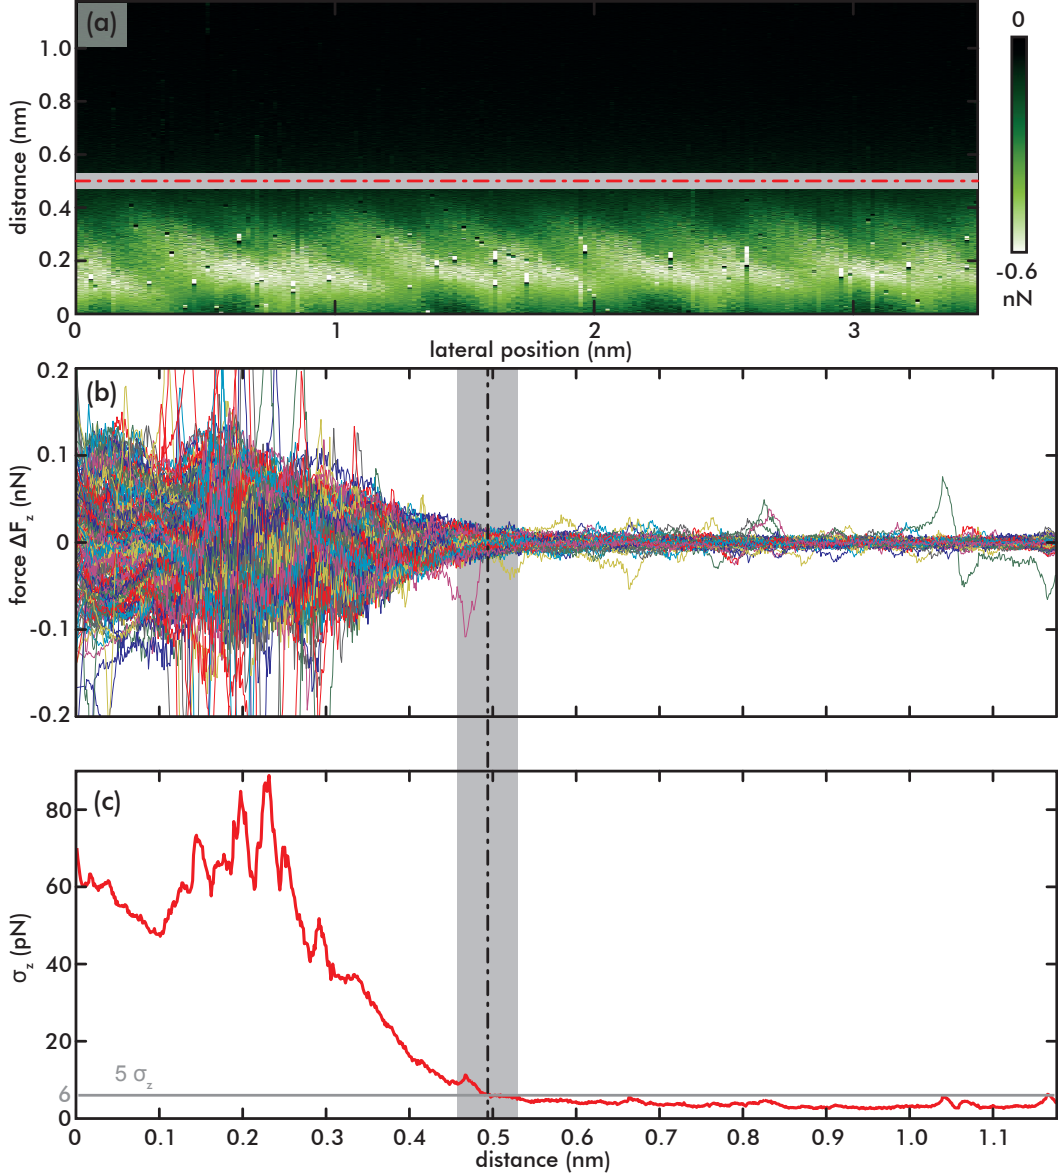 (a)
0
1.0
0.8
0.6
0.4
0.2
0
distance (nm)
-0.6
nN
0 1 2 3
lateral position (nm)
(b)
0.2
0.1
0
-0.1
-0.2
force ΔF_z (nN)
(c)
80
60
40
20
6
0
σ_z (pN)
5 σ_z
0 0.1 0.2 0.3 0.4 0.5 0.6 0.7 0.8 0.9 1.0 1.1
distance (nm)